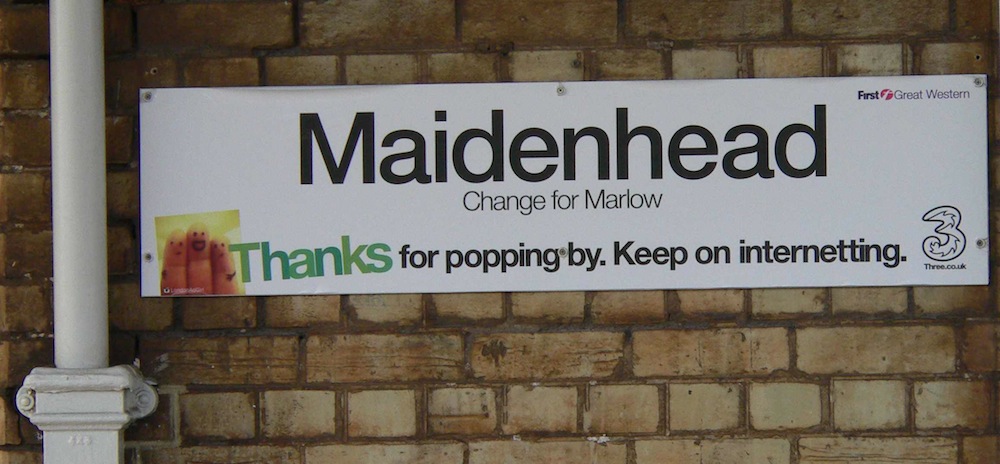 First Great Western
Maidenhead
Change for Marlow
Thanks for popping by. Keep on internetting.
3
Three.co.uk